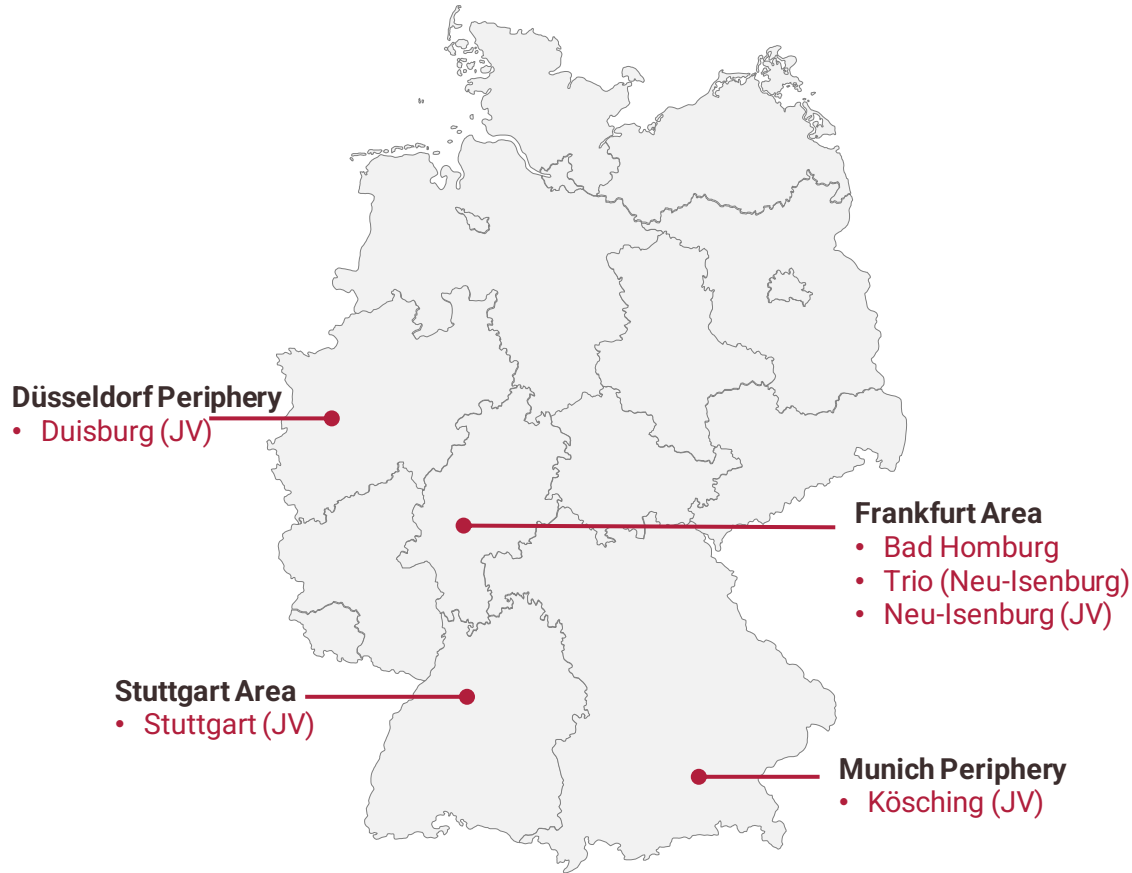 Düsseldorf Periphery
• Duisburg (JV)
Frankfurt Area
• Bad Homburg
• Trio (Neu-Isenburg)
• Neu-Isenburg (JV)
Stuttgart Area
• Stuttgart (JV)
Munich Periphery
• Kösching (JV)